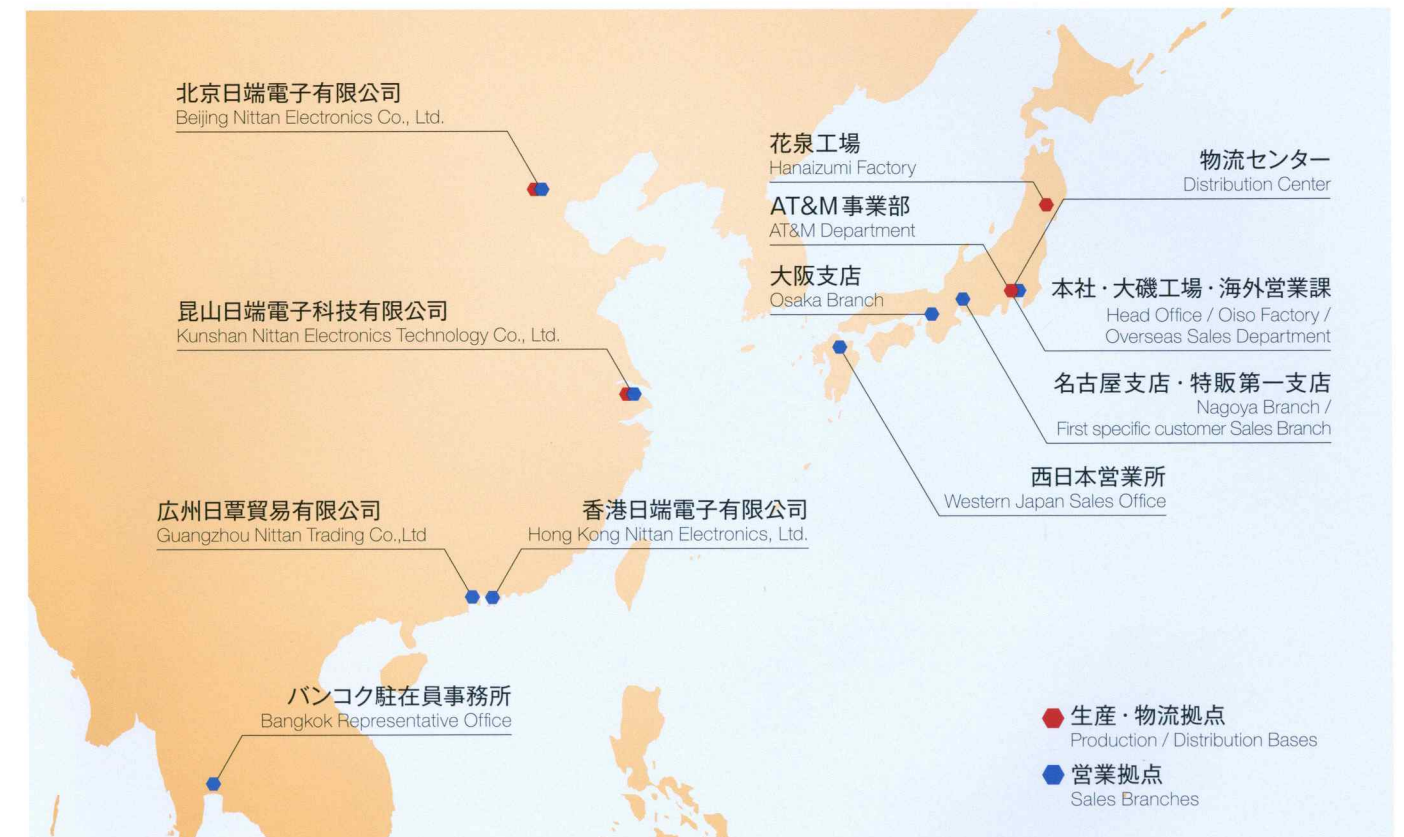 北京日端電子有限公司
Beijing Nittan Electronics Co., Ltd.
花泉工場
Hanaizumi Factory
物流センター
Distribution Center
AT&M事業部
AT&M Department
大阪支店
Osaka Branch
本社・大磯工場・海外営業課
Head Office / Oiso Factory /
Overseas Sales Department
昆山日端電子科技有限公司
Kunshan Nittan Electronics Technology Co., Ltd.
名古屋支店・特販第一支店
Nagoya Branch /
First specific customer Sales Branch
西日本営業所
Western Japan Sales Office
広州日覃貿易有限公司
Guangzhou Nittan Trading Co.,Ltd
香港日端電子有限公司
Hong Kong Nittan Electronics, Ltd.
バンコク駐在員事務所
Bangkok Representative Office
生産・物流拠点
Production / Distribution Bases
営業拠点
Sales Branches